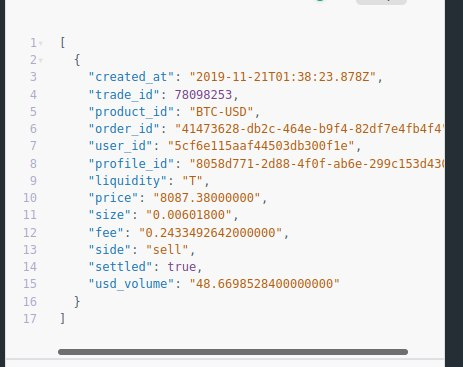 1 [
2 {
3 "created_at": "2019-11-21T01:38:23.878Z",
4 "trade_id": 78098253,
5 "product_id": "BTC-USD",
6 "order_id": "41473628-db2c-464e-b9f4-82df7e4fb4f4"
7 "user_id": "5cf6e115aaf44503db300f1e",
8 "profile_id": "8058d771-2d88-4f0f-ab6e-299c153d430
9 "liquidity": "T",
10 "price": "8087.38000000",
11 "size": "0.00601800",
12 "fee": "0.2433492642000000",
13 "side": "sell",
14 "settled": true,
15 "usd_volume": "48.6698528400000000"
16 }
17 ]